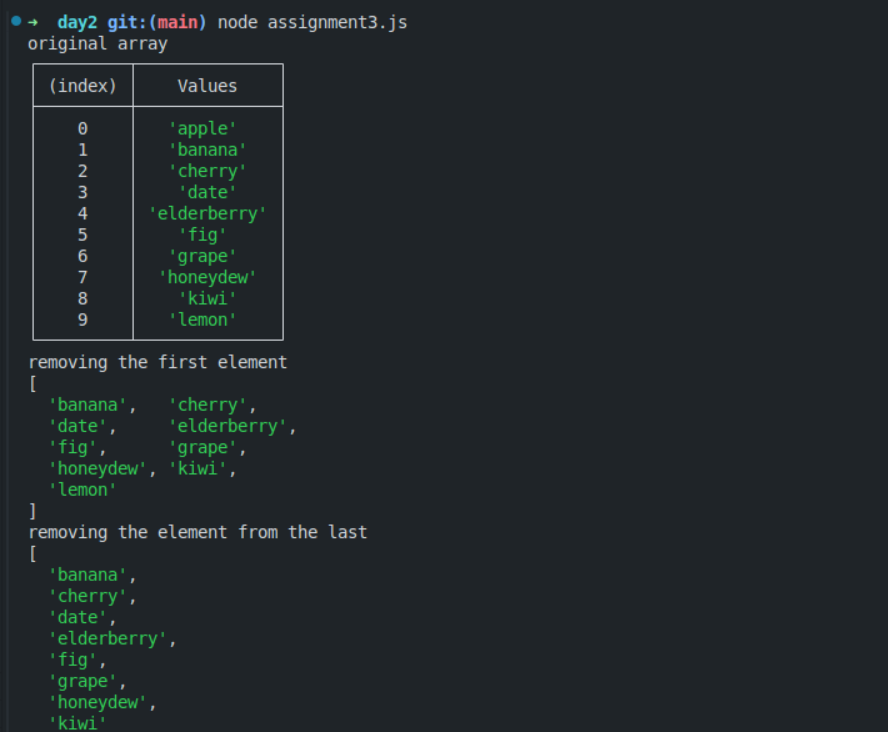 → day2 git:(main) node assignment3.js
original array
(index) Values
0 'apple'
1 'banana'
2 'cherry'
3 'date'
4 'elderberry'
5 'fig'
6 'grape'
7 'honeydew'
8 'kiwi'
9 'lemon'
removing the first element
[
'banana', 'cherry',
'date', 'elderberry',
'fig', 'grape',
'honeydew', 'kiwi',
'lemon'
]
removing the element from the last
[
'banana',
'cherry',
'date',
'elderberry',
'fig',
'grape',
'honeydew',
'kiwi'